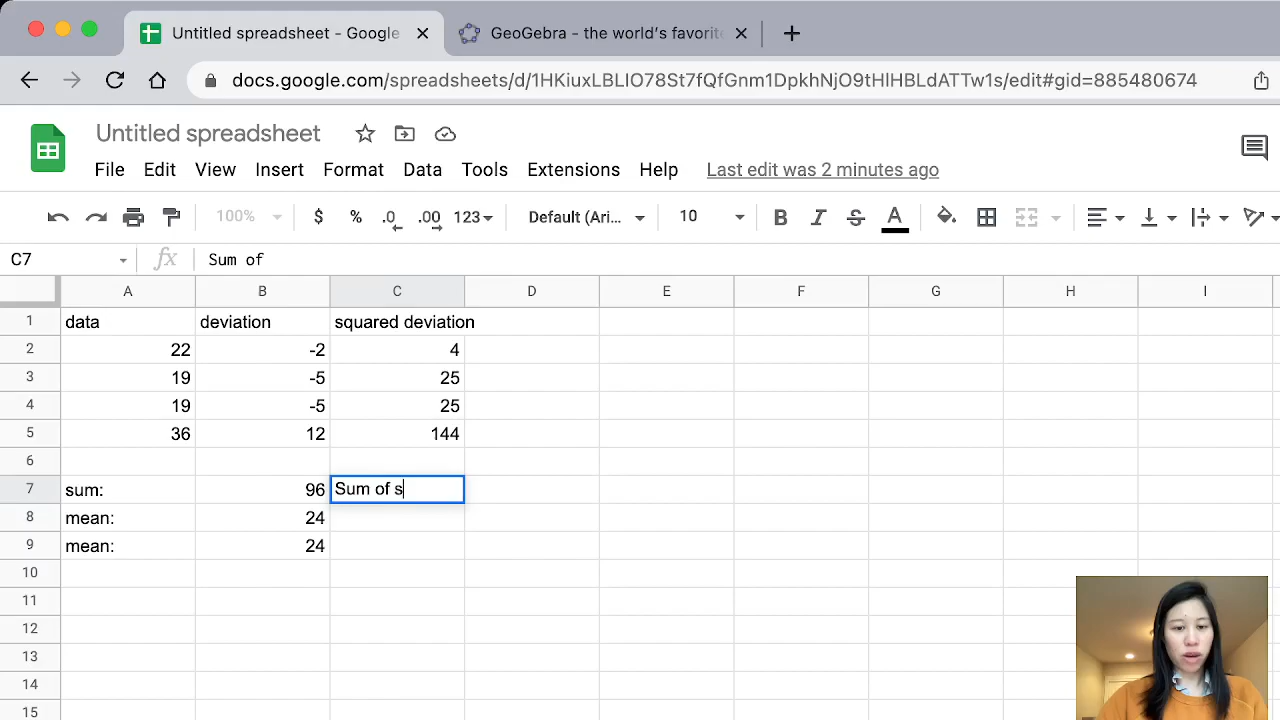 Untitled spreadsheet - Google
GeoGebra - the world's favorite
docs.google.com/spreadsheets/d/1HKiuxLBLIO78St7fQfGnm1DpkhNjO9tHlHBLdATTw1s/edit#gid=885480674
Untitled spreadsheet
File Edit View Insert Format Data Tools Extensions Help Last edit was 2 minutes ago
100% $ % .0 .00 123 Default (Ari... 10 B I S A
C7 fx Sum of
A B C D E F G H I
1 data deviation squared deviation
2 22 -2 4
3 19 -5 25
4 19 -5 25
5 36 12 144
6
7 sum: 96 Sum of s
8 mean: 24
9 mean: 24
10
11
12
13
14
15